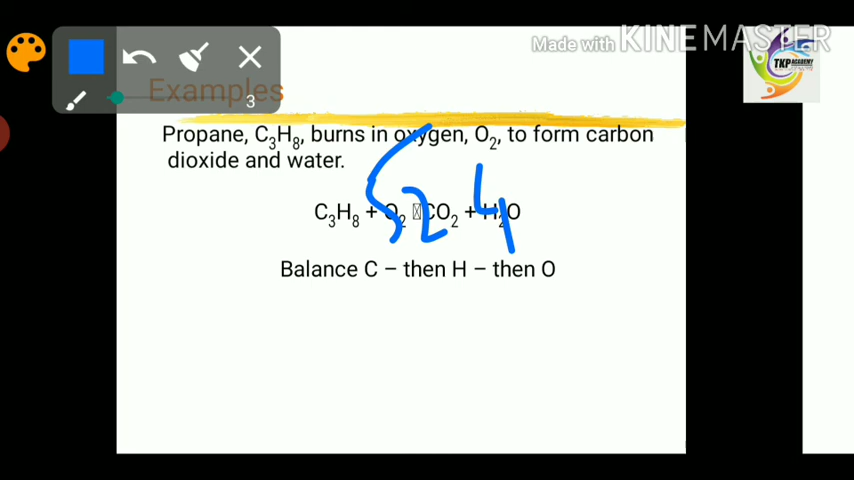 Made with KINEMASTER
TKP ACADEMY
3
Examples
Propane, C₃H₈, burns in oxygen, O₂, to form carbon
dioxide and water.
5 2 4
C₃H₈ + O₂ CO₂ + H₂O
Balance C – then H – then O